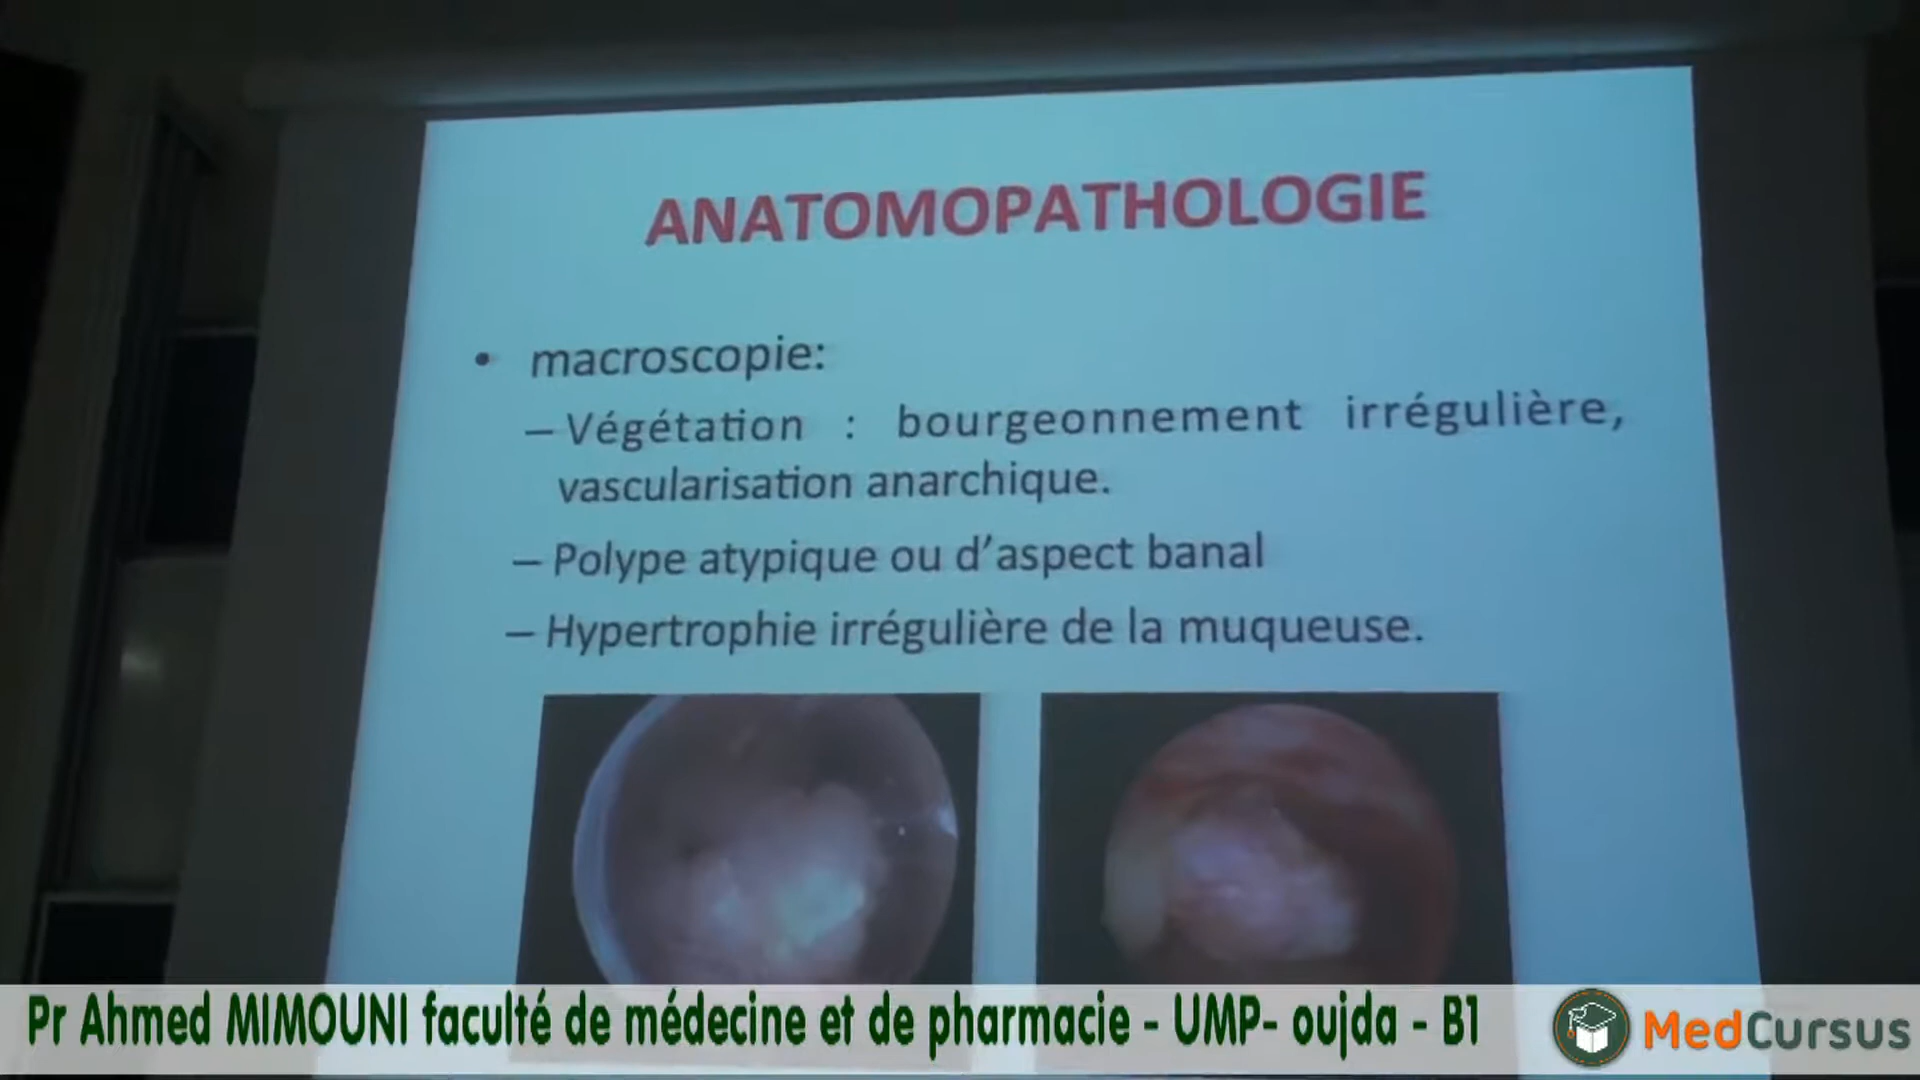 ANATOMOPATHOLOGIE
• macroscopie:
– Végétation : bourgeonnement irrégulière,
vascularisation anarchique.
– Polype atypique ou d’aspect banal
– Hypertrophie irrégulière de la muqueuse.
Pr Ahmed MIMOUNI faculté de médecine et de pharmacie - UMP- oujda - B1
MedCursus